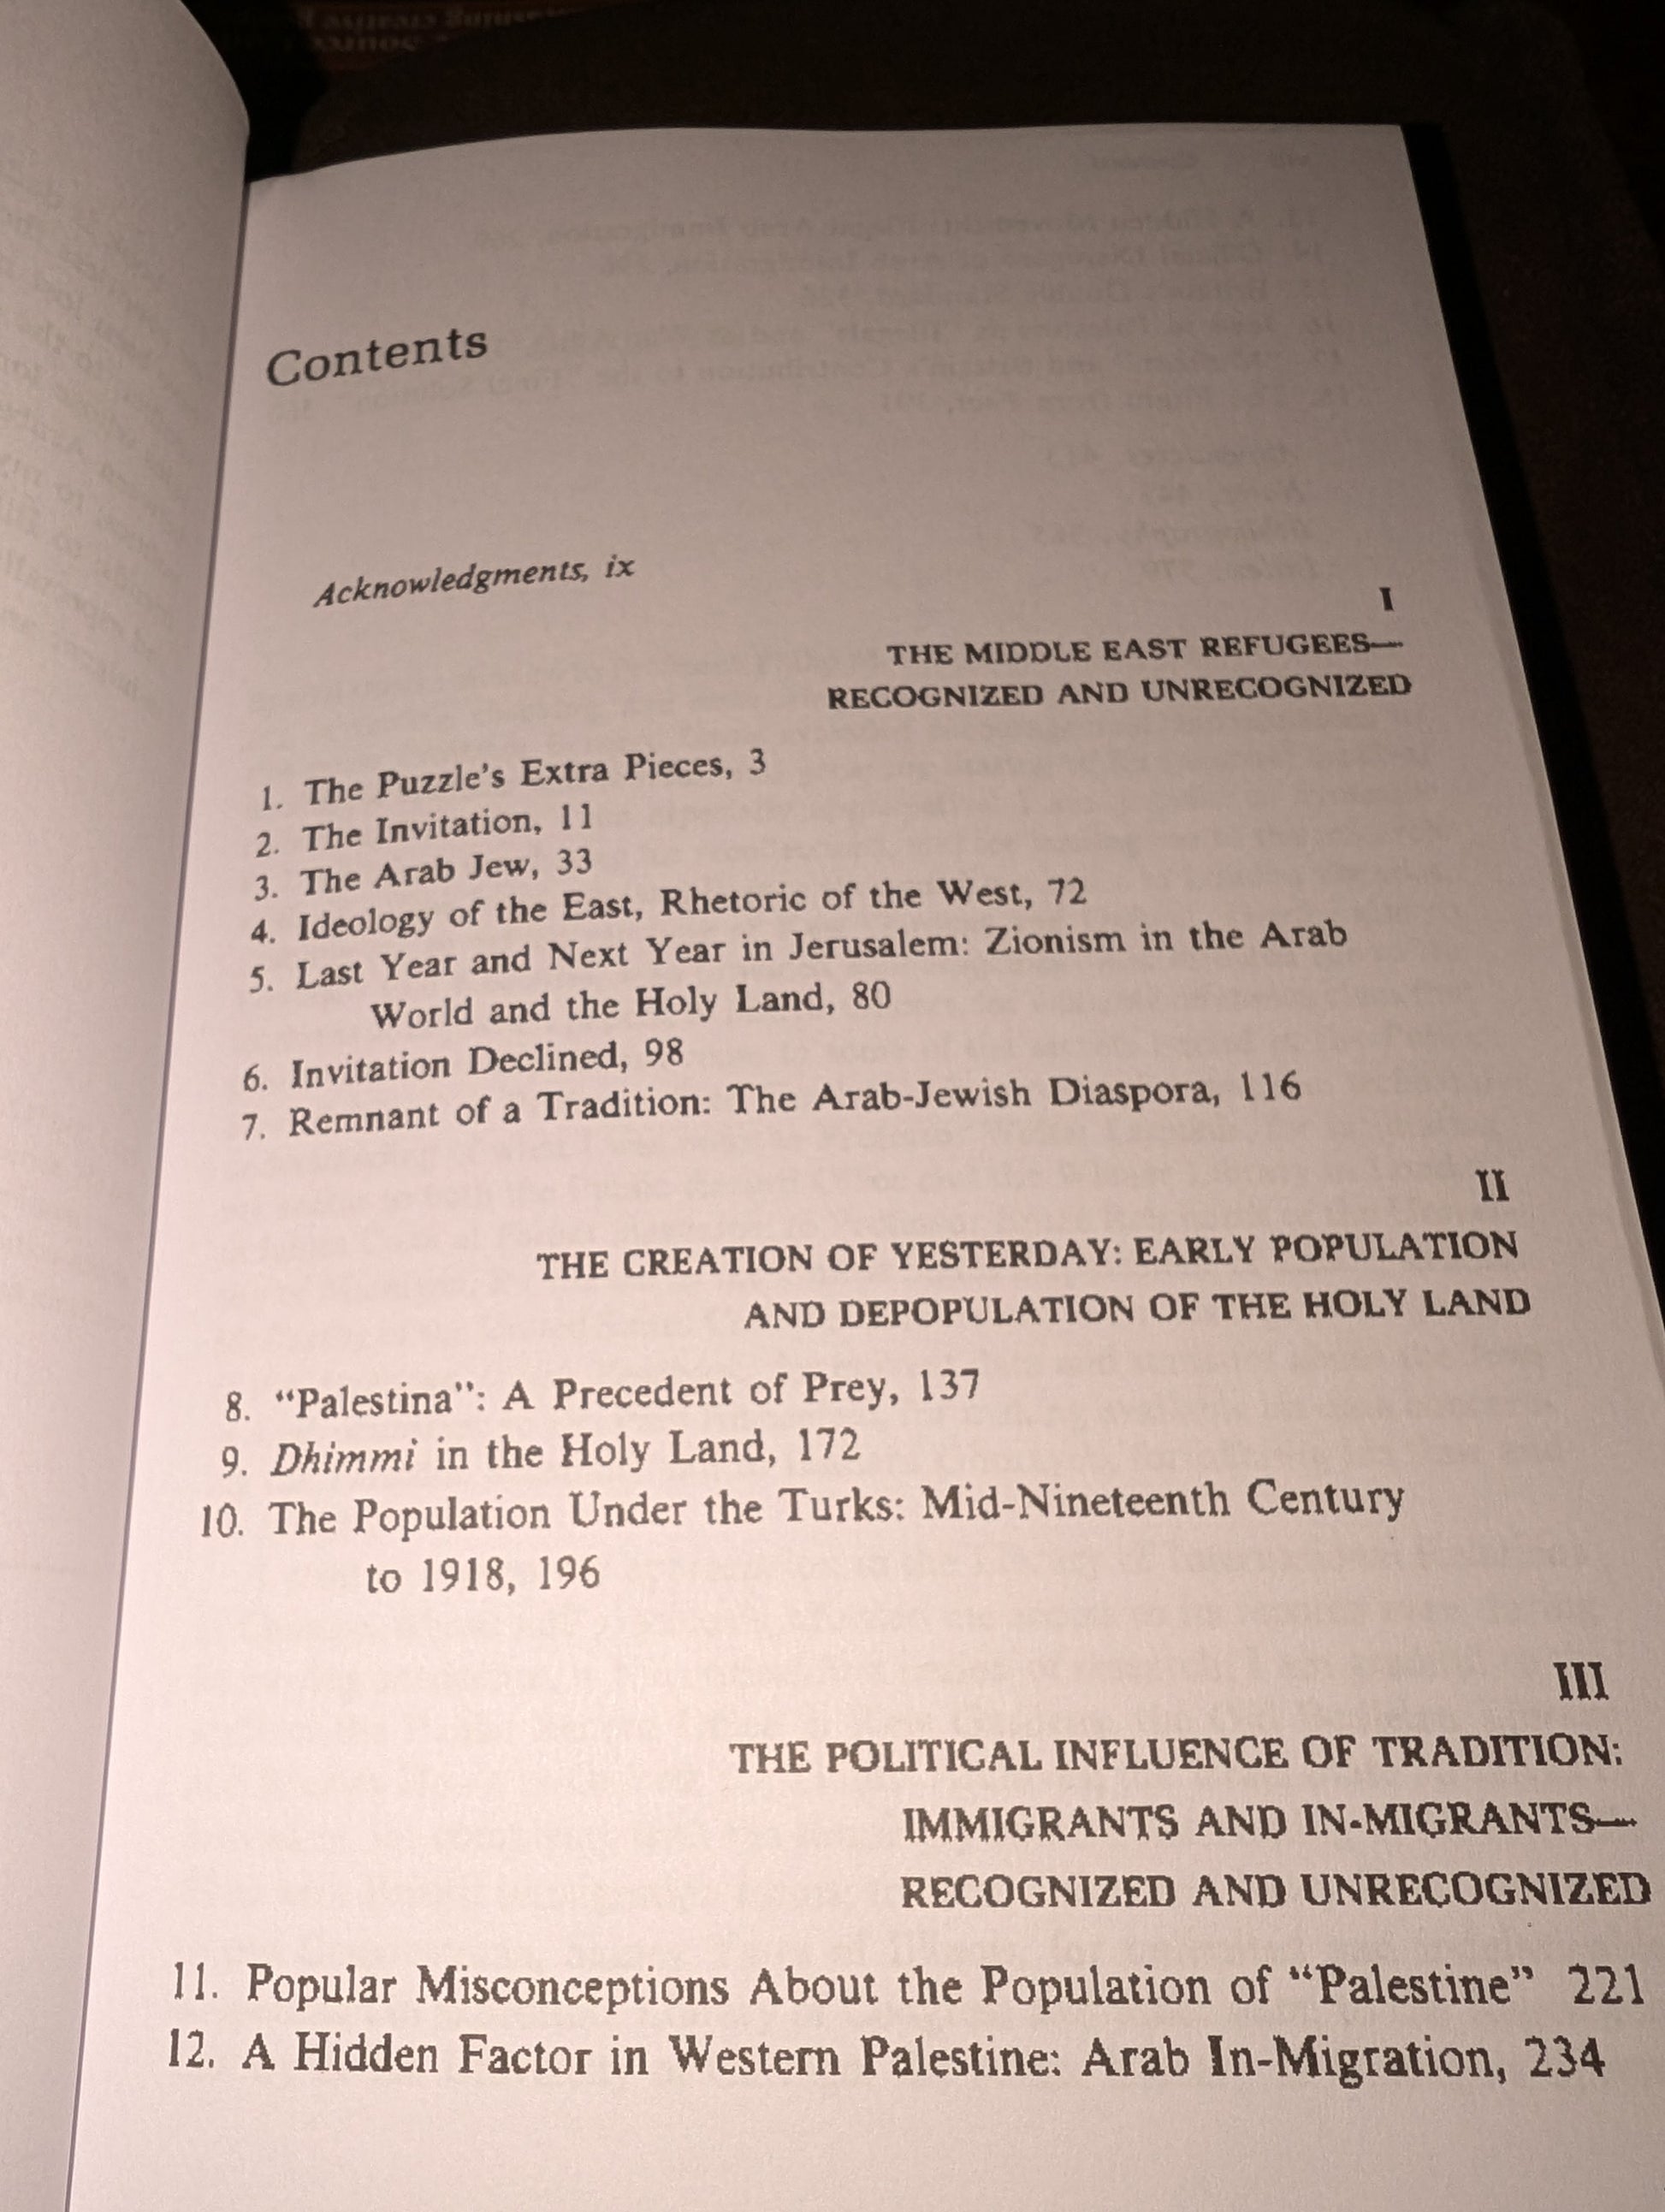 Contents
Acknowledgments, ix
I
THE MIDDLE EAST REFUGEES—
RECOGNIZED AND UNRECOGNIZED
1. The Puzzle's Extra Pieces, 3
2. The Invitation, 11
3. The Arab Jew, 33
4. Ideology of the East, Rhetoric of the West, 72
5. Last Year and Next Year in Jerusalem: Zionism in the Arab
World and the Holy Land, 80
6. Invitation Declined, 98
7. Remnant of a Tradition: The Arab-Jewish Diaspora, 116
II
THE CREATION OF YESTERDAY: EARLY POPULATION
AND DEPOPULATION OF THE HOLY LAND
8. “Palestina”: A Precedent of Prey, 137
9. Dhimmi in the Holy Land, 172
10. The Population Under the Turks: Mid-Nineteenth Century
to 1918, 196
III
THE POLITICAL INFLUENCE OF TRADITION:
IMMIGRANTS AND IN-MIGRANTS—
RECOGNIZED AND UNRECOGNIZED
11. Popular Misconceptions About the Population of “Palestine” 221
12. A Hidden Factor in Western Palestine: Arab In-Migration, 234